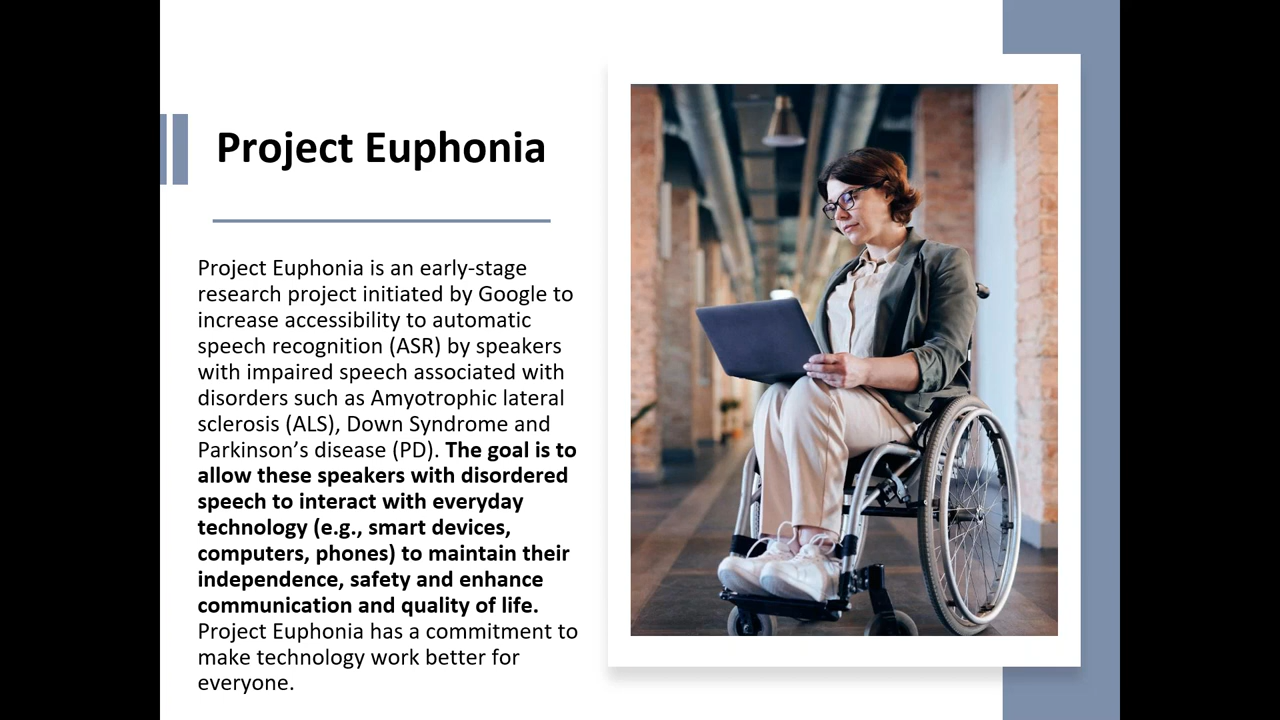 Project Euphonia
Project Euphonia is an early-stage
research project initiated by Google to
increase accessibility to automatic
speech recognition (ASR) by speakers
with impaired speech associated with
disorders such as Amyotrophic lateral
sclerosis (ALS), Down Syndrome and
Parkinson’s disease (PD). The goal is to
allow these speakers with disordered
speech to interact with everyday
technology (e.g., smart devices,
computers, phones) to maintain their
independence, safety and enhance
communication and quality of life.
Project Euphonia has a commitment to
make technology work better for
everyone.